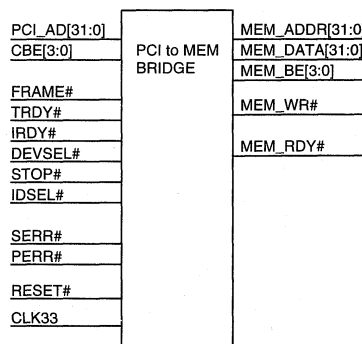 PCI_AD[31:0]
CBE[3:0]
FRAME#
TRDY#
IRDY#
DEVSEL#
STOP#
IDSEL#
SERR#
PERR#
RESET#
CLK33
PCI to MEM
BRIDGE
MEM_ADDR[31:0
MEM_DATA[31:0]
MEM_BE[3:0]
MEM_WR#
MEM_RDY#